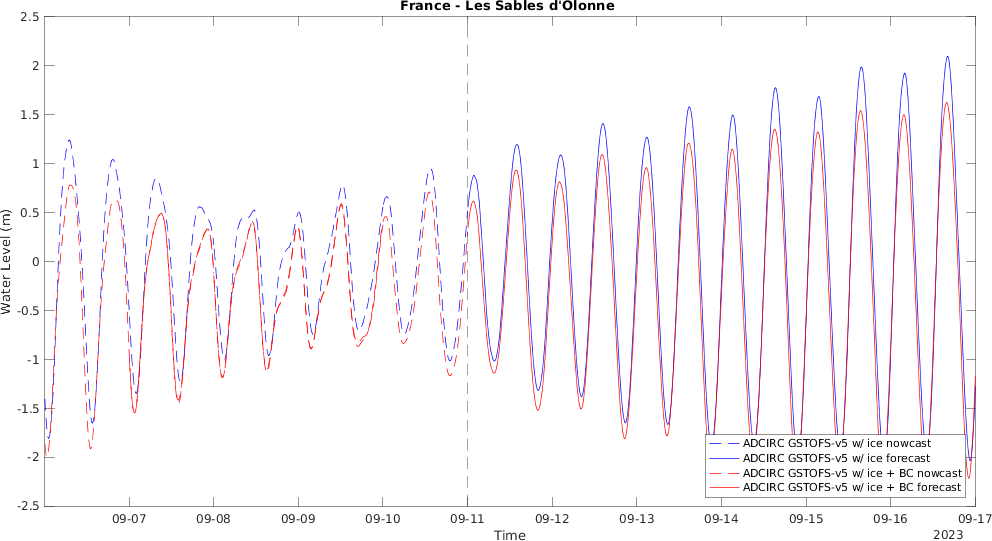 France - Les Sables d'Olonne
2.5
2
1.5
1
0.5
0
-0.5
-1
-1.5
-2
-2.5
Water Level (m)
ADCIRC GSTOFS-v5 w/ ice nowcast
ADCIRC GSTOFS-v5 w/ ice forecast
ADCIRC GSTOFS-v5 w/ ice + BC nowcast
ADCIRC GSTOFS-v5 w/ ice + BC forecast
09-07 09-08 09-09 09-10 09-11 09-12 09-13 09-14 09-15 09-16 09-17
Time
2023